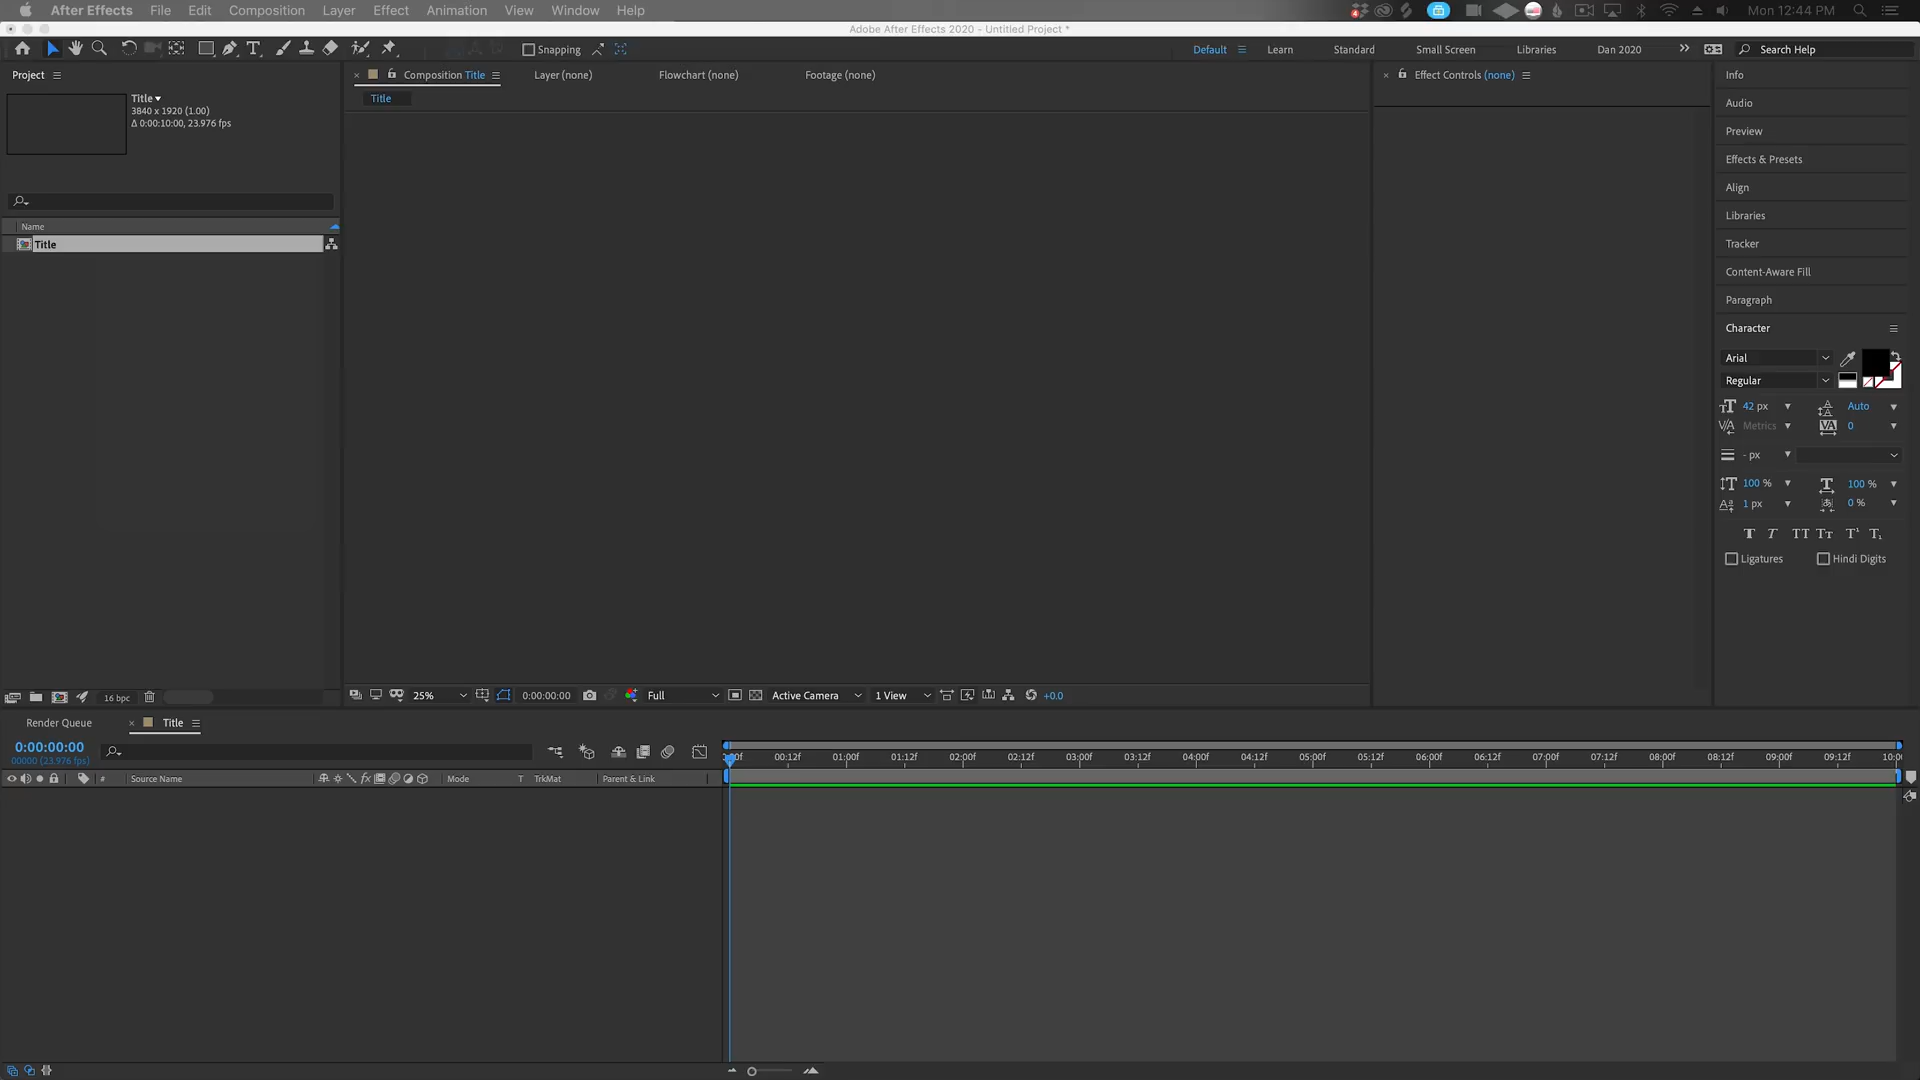 After Effects File Edit Composition Layer Effect Animation View Window Help
4
Mon 12:44 PM
Adobe After Effects 2020 - Untitled Project *
Snapping
Default Learn Standard Small Screen Libraries Dan 2020
Search Help
Project
Composition Title Layer (none) Flowchart (none) Footage (none)
Effect Controls (none)
Title
Title
3840 x 1920 (1.00)
Δ 0:00:10:00, 23.976 fps
Name
Title
Info
Audio
Preview
Effects & Presets
Align
Libraries
Tracker
Content-Aware Fill
Paragraph
Character
Arial
Regular
42 px Auto
Metrics 0
- px
100 % 100 %
1 px 0 %
Ligatures Hindi Digits
16 bpc
25% 0:00:00:00 Full Active Camera 1 View +0.0
Render Queue Title
0:00:00:00
00000 (23.976 fps)
:00f 00:12f 01:00f 01:12f 02:00f 02:12f 03:00f 03:12f 04:00f 04:12f 05:00f 05:12f 06:00f 06:12f 07:00f 07:12f 08:00f 08:12f 09:00f 09:12f 10:0
# Source Name fx Mode T TrkMat Parent & Link